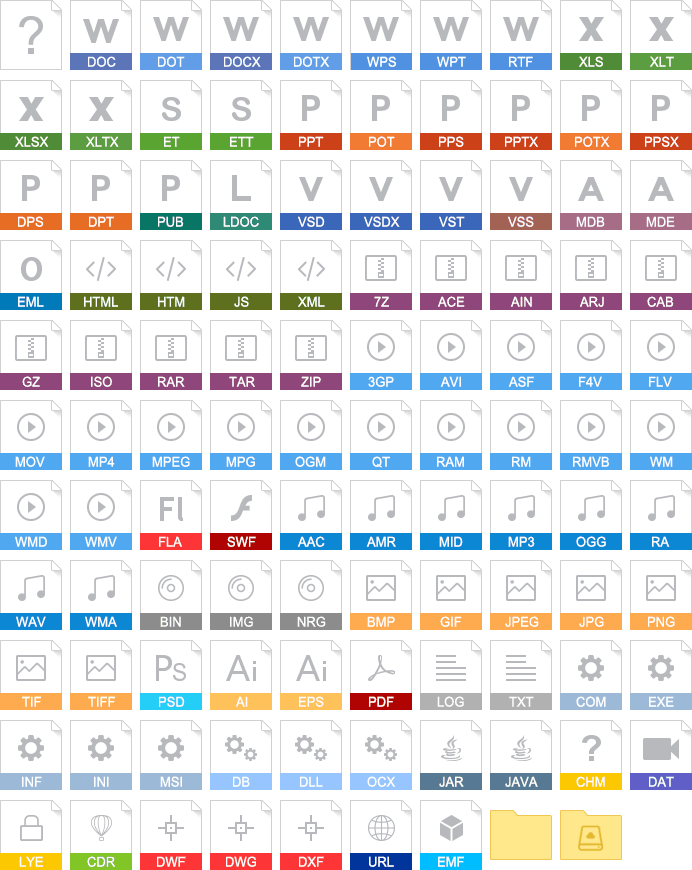 ?
W W W W W W W X X
DOC DOT DOCX DOTX WPS WPT RTF XLS XLT
X X S S P P P P P P
XLSX XLTX ET ETT PPT POT PPS PPTX POTX PPSX
P P P L V V V V A A
DPS DPT PUB LDOC VSD VSDX VST VSS MDB MDE
O </> </> </> </>
EML HTML HTM JS XML 7Z ACE AIN ARJ CAB
GZ ISO RAR TAR ZIP 3GP AVI ASF F4V FLV
MOV MP4 MPEG MPG OGM QT RAM RM RMVB WM
Fl f
WMD WMV FLA SWF AAC AMR MID MP3 OGG RA
WAV WMA BIN IMG NRG BMP GIF JPEG JPG PNG
Ps Ai Ai
TIF TIFF PSD AI EPS PDF LOG TXT COM EXE
?
INF INI MSI DB DLL OCX JAR JAVA CHM DAT
LYE CDR DWF DWG DXF URL EMF